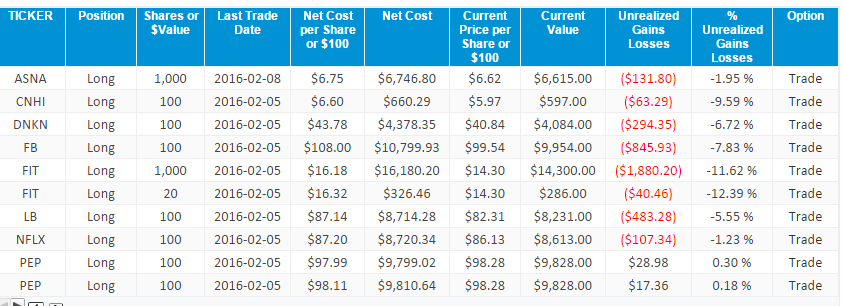 TICKER Position Shares or $Value Last Trade Date Net Cost per Share or $100 Net Cost Current Price per Share or $100 Current Value Unrealized Gains Losses % Unrealized Gains Losses Option
ASNA Long 1,000 2016-02-08 $6.75 $6,746.80 $6.62 $6,615.00 ($131.80) -1.95 % Trade
CNHI Long 100 2016-02-05 $6.60 $660.29 $5.97 $597.00 ($63.29) -9.59 % Trade
DNKN Long 100 2016-02-05 $43.78 $4,378.35 $40.84 $4,084.00 ($294.35) -6.72 % Trade
FB Long 100 2016-02-05 $108.00 $10,799.93 $99.54 $9,954.00 ($845.93) -7.83 % Trade
FIT Long 1,000 2016-02-05 $16.18 $16,180.20 $14.30 $14,300.00 ($1,880.20) -11.62 % Trade
FIT Long 20 2016-02-05 $16.32 $326.46 $14.30 $286.00 ($40.46) -12.39 % Trade
LB Long 100 2016-02-05 $87.14 $8,714.28 $82.31 $8,231.00 ($483.28) -5.55 % Trade
NFLX Long 100 2016-02-05 $87.20 $8,720.34 $86.13 $8,613.00 ($107.34) -1.23 % Trade
PEP Long 100 2016-02-05 $97.99 $9,799.02 $98.28 $9,828.00 $28.98 0.30 % Trade
PEP Long 100 2016-02-05 $98.11 $9,810.64 $98.28 $9,828.00 $17.36 0.18 % Trade